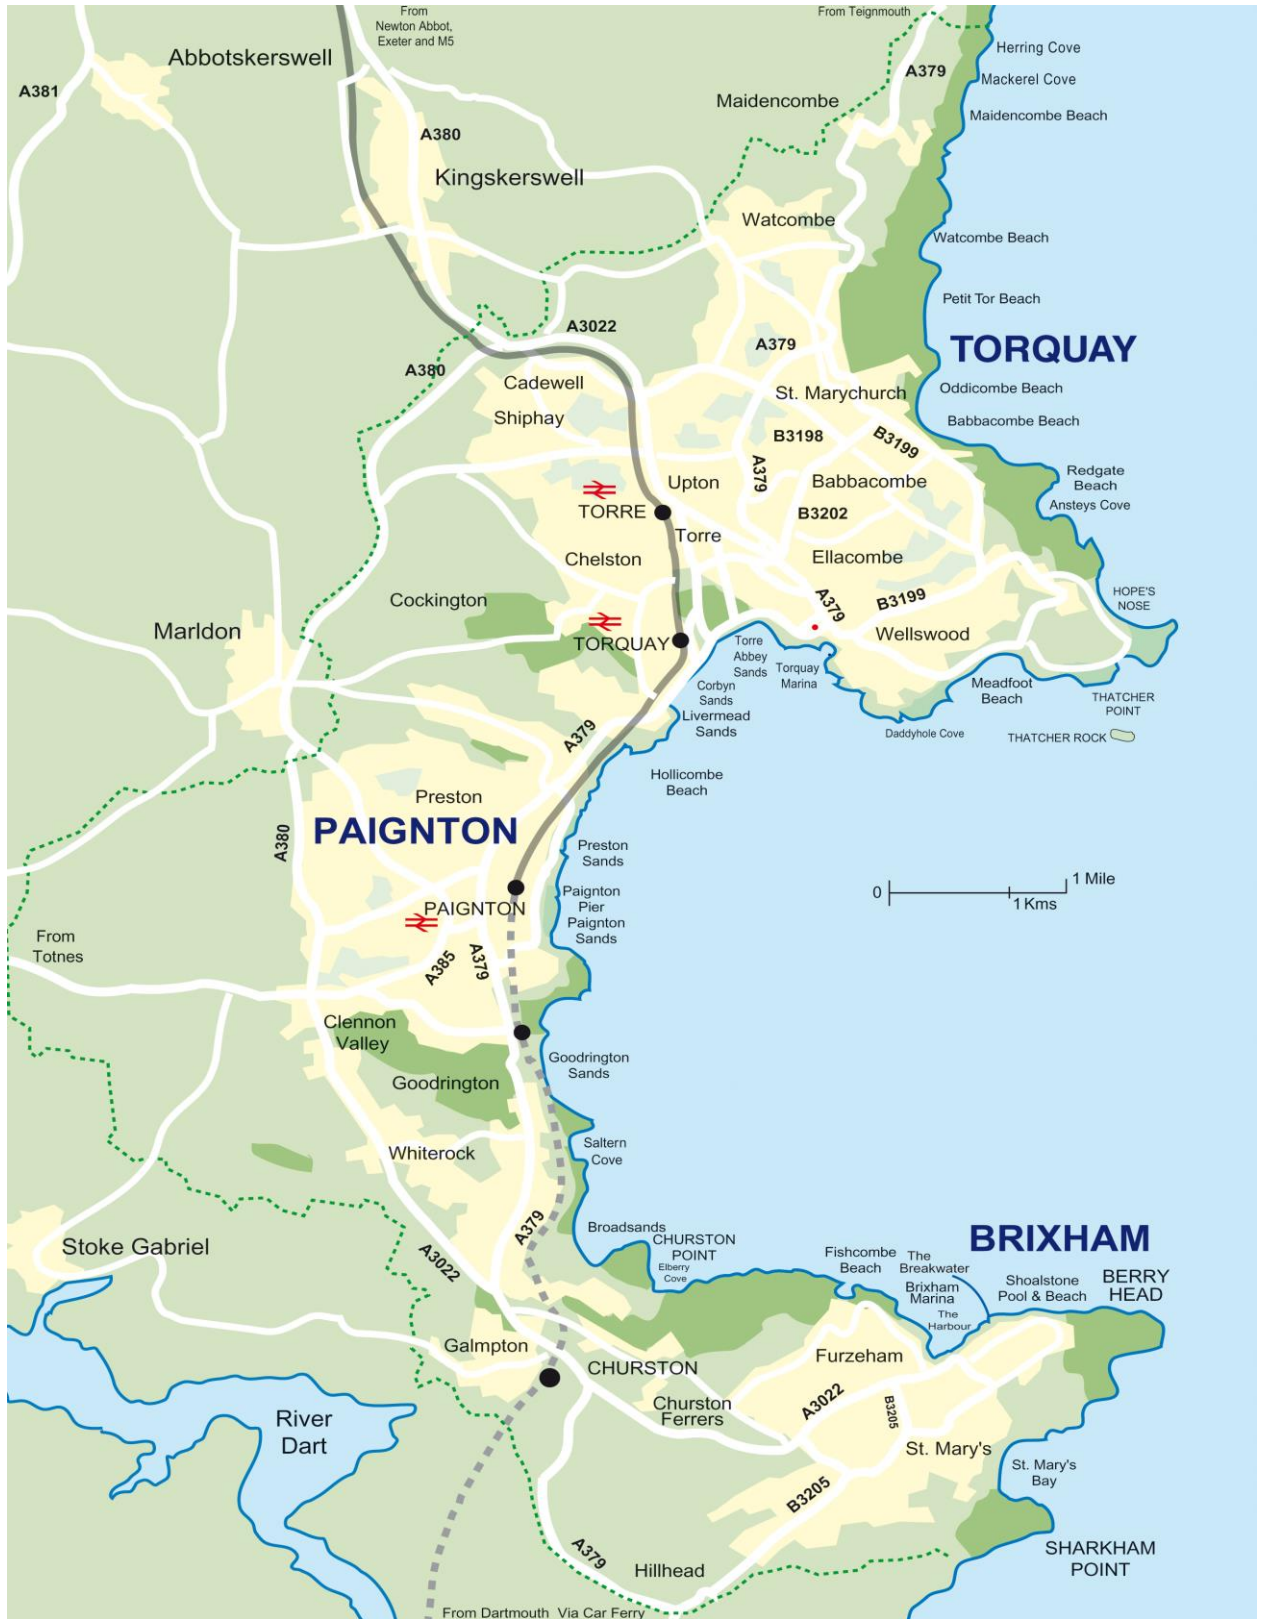 From
Newton Abbot,
Exeter and M5
From Teignmouth
Herring Cove
Abbotskerswell
A379
Mackerel Cove
A381
Maidencombe
Maidencombe Beach
A380
Kingskerswell
Watcombe
Watcombe Beach
Petit Tor Beach
A3022
A379
TORQUAY
A380
Cadewell
St. Marychurch
Oddicombe Beach
Shiphay
Babbacombe Beach
B3198
B3199
A379
Upton
Babbacombe
Redgate
Beach
Ansteys Cove
TORRE
B3202
Torre
Chelston
Ellacombe
Cockington
A379
B3199
HOPE'S
NOSE
Marldon
Wellswood
TORQUAY
Torre
Abbey
Sands
Torquay
Marina
Corbyn
Sands
Livermead
Sands
Meadfoot
Beach
THATCHER
POINT
Daddyhole Cove
THATCHER ROCK
A379
Hollicombe
Beach
Preston
PAIGNTON
A380
Preston
Sands
0
1 Mile
1 Kms
Paignton
Pier
Paignton
Sands
PAIGNTON
From
Totnes
A385
A379
Clennon
Valley
Goodrington
Sands
Goodrington
Whiterock
Saltern
Cove
A379
Broadsands
CHURSTON
POINT
Elberry
Cove
BRIXHAM
Stoke Gabriel
A3022
Fishcombe
Beach
The
Breakwater
Brixham
Marina
The
Harbour
Shoalstone
Pool & Beach
BERRY
HEAD
Galmpton
Furzeham
CHURSTON
Churston
Ferrers
A3022
B3205
River
Dart
St. Mary's
St. Mary's
Bay
B3205
A379
Hillhead
SHARKHAM
POINT
From Dartmouth Via Car Ferry